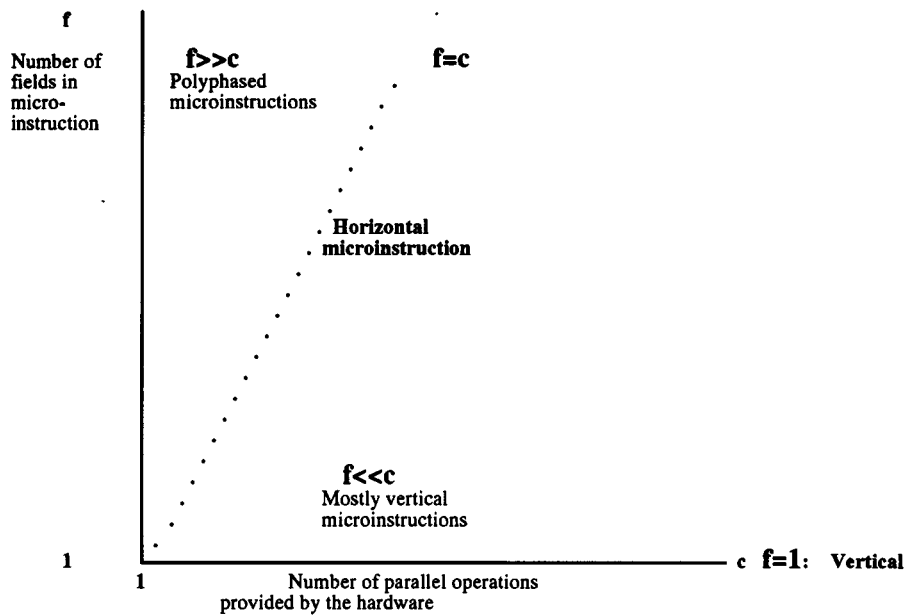 f
Number of
fields in
micro-
instruction
f>>c
Polyphased
microinstructions
f=c
Horizontal
microinstruction
f<<c
Mostly vertical
microinstructions
1
1
c f=1: Vertical
Number of parallel operations
provided by the hardware